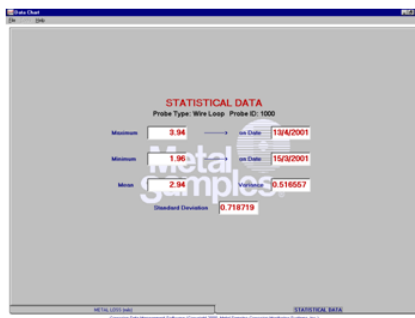 Data Chart
File Help
STATISTICAL DATA
Probe Type: Wire Loop Probe ID: 1000
Maximum 3.94 on Date 13/4/2001
Minimum 1.96 on Date 15/3/2001
Mean 2.94 Variance 0.516557
Standard Deviation 0.718719
Metal Samples
METAL LOSS (mils) STATISTICAL DATA